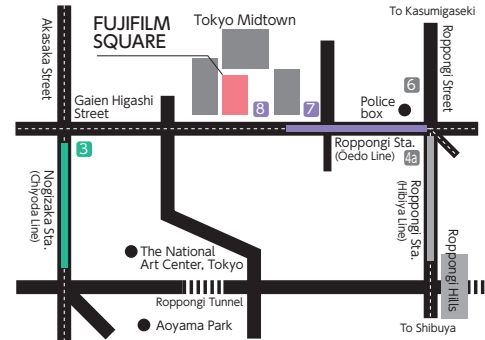 To Kasumigaseki
Tokyo Midtown
FUJIFILM
SQUARE
Akasaka Street
Roppongi Street
6
Gaien Higashi
Street
8
7
Police
box
3
Roppongi Sta.
(Ōedo Line)
4a
Nogizaka Sta.
(Chiyoda Line)
Roppongi Sta.
(Hibiya Line)
The National
Art Center, Tokyo
Roppongi Hills
Roppongi Tunnel
Aoyama Park
To Shibuya